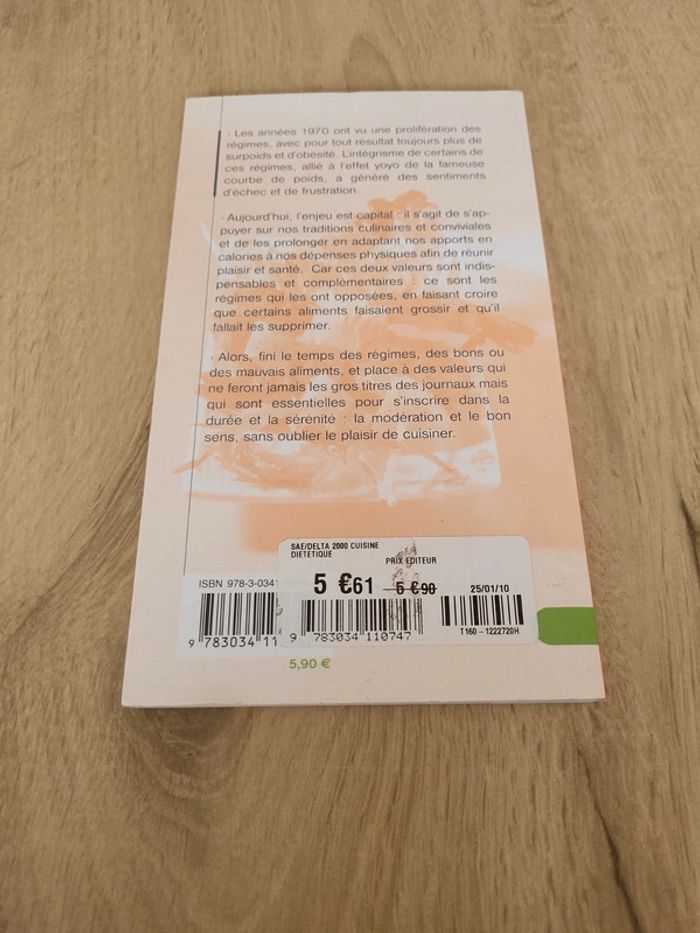 · Les années 1970 ont vu une prolifération des
régimes, avec pour tout résultat toujours plus de
surpoids et d'obésité. L'intégrisme de certains de
ces régimes, allié à l'effet yoyo de la fameuse
courbe de poids, a généré des sentiments
d'échec et de frustration.
· Aujourd'hui, l'enjeu est capital : il s'agit de s'ap-
puyer sur nos traditions culinaires et conviviales
et de les prolonger en adaptant nos apports en
calories à nos dépenses physiques afin de réunir
plaisir et santé. Car ces deux valeurs sont indis-
pensables et complémentaires : ce sont les
régimes qui les ont opposées, en faisant croire
que certains aliments faisaient grossir et qu'il
fallait les supprimer.
· Alors, fini le temps des régimes, des bons ou
des mauvais aliments, et place à des valeurs qui
ne feront jamais les gros titres des journaux mais
qui sont essentielles pour s'inscrire dans la
durée et la sérénité : la modération et le bon
sens, sans oublier le plaisir de cuisiner.
SAE/DELTA 2000 CUISINE
DIETETIQUE
PRIX EDITEUR
5 €61 5 €90 25/01/10
ISBN 978-3-0341
9 783034 11
9 783034 110747
T160 - 1222720H
5,90 €